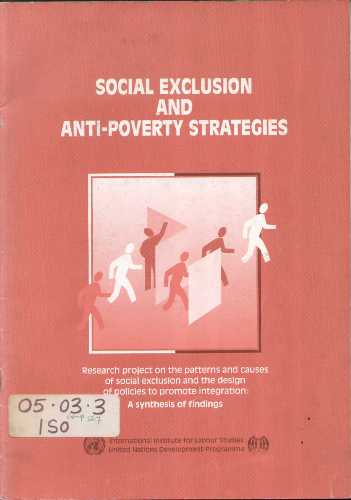 SOCIAL EXCLUSION
AND
ANTi-POVERTY STRATEGIES
Research project on the patterns and causes
of social exclusion and the design
of policies to promote integration:
A synthesis of findings
05.03.3
ISO
International Institute for Labour Studies
United Nations Development Programme